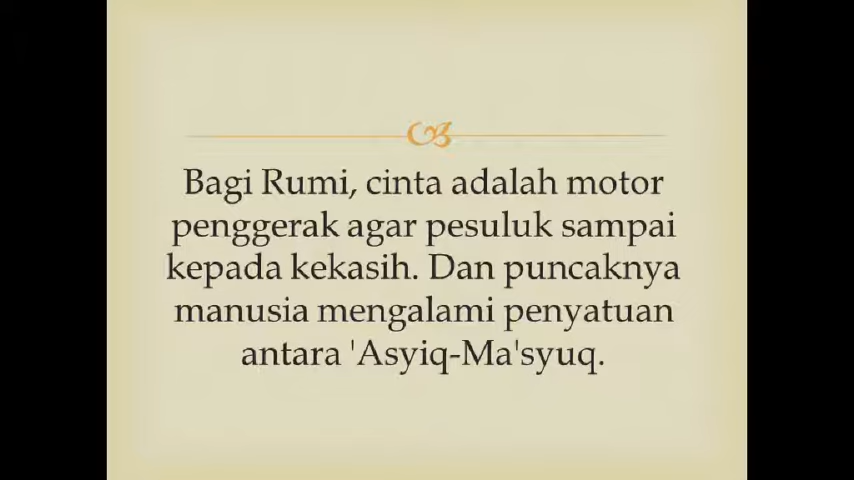 Bagi Rumi, cinta adalah motor
penggerak agar pesuluk sampai
kepada kekasih. Dan puncaknya
manusia mengalami penyatuan
antara 'Asyiq-Ma'syuq.